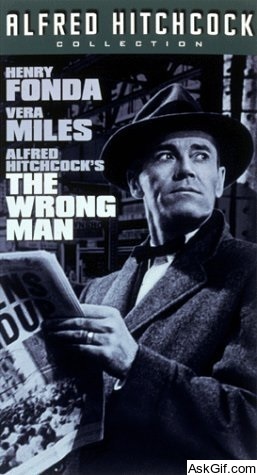 ALFRED HITCHCOCK
COLLECTION
HENRY
FONDA
VERA
MILES
ALFRED
HITCHCOCK'S
THE
WRONG
MAN
AskGif.com